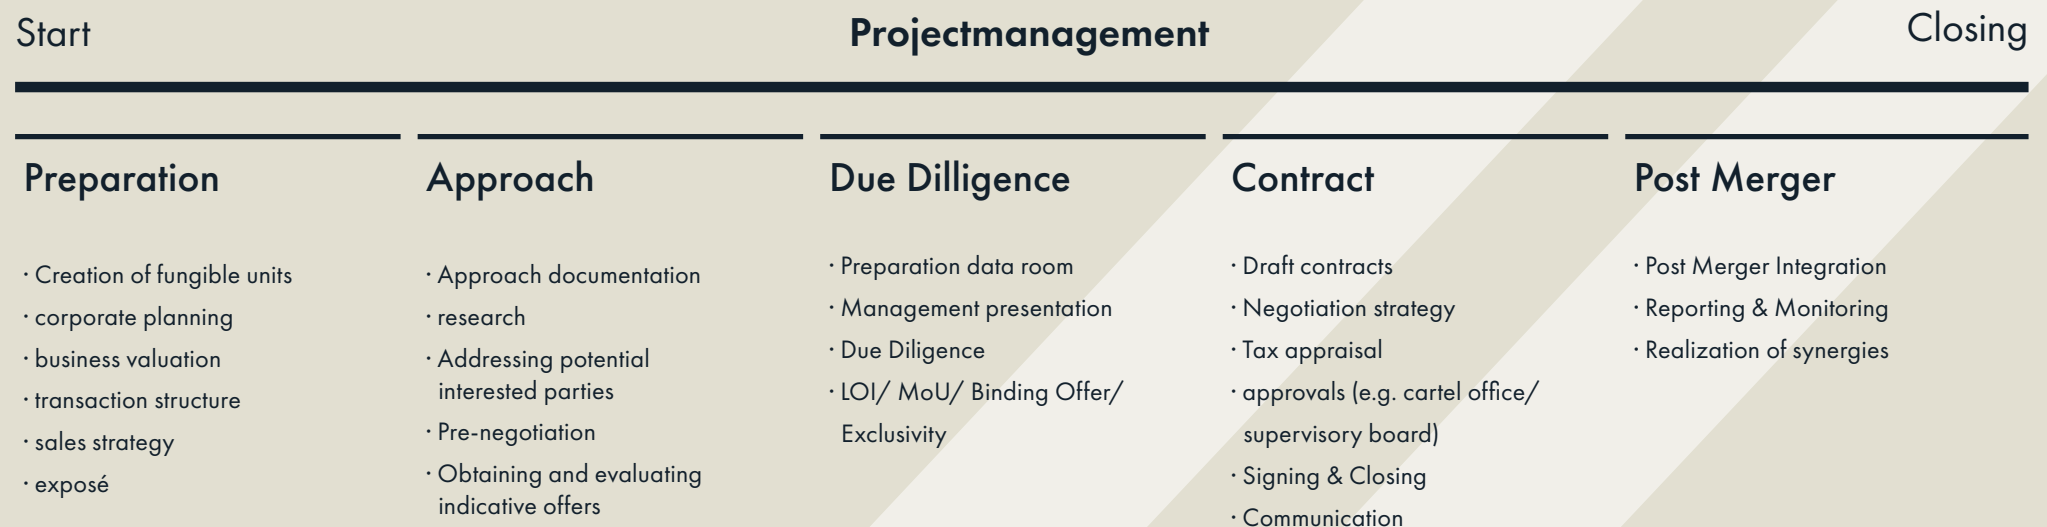 Start
Projectmanagement
Closing
Preparation
· Creation of fungible units
· corporate planning
· business valuation
· transaction structure
· sales strategy
· exposé
Approach
· Approach documentation
· research
· Addressing potential
interested parties
· Pre-negotiation
· Obtaining and evaluating
indicative offers
Due Dilligence
· Preparation data room
· Management presentation
· Due Diligence
· LOI/ MoU/ Binding Offer/
Exclusivity
Contract
· Draft contracts
· Negotiation strategy
· Tax appraisal
· approvals (e.g. cartel office/
supervisory board)
· Signing & Closing
· Communication
Post Merger
· Post Merger Integration
· Reporting & Monitoring
· Realization of synergies